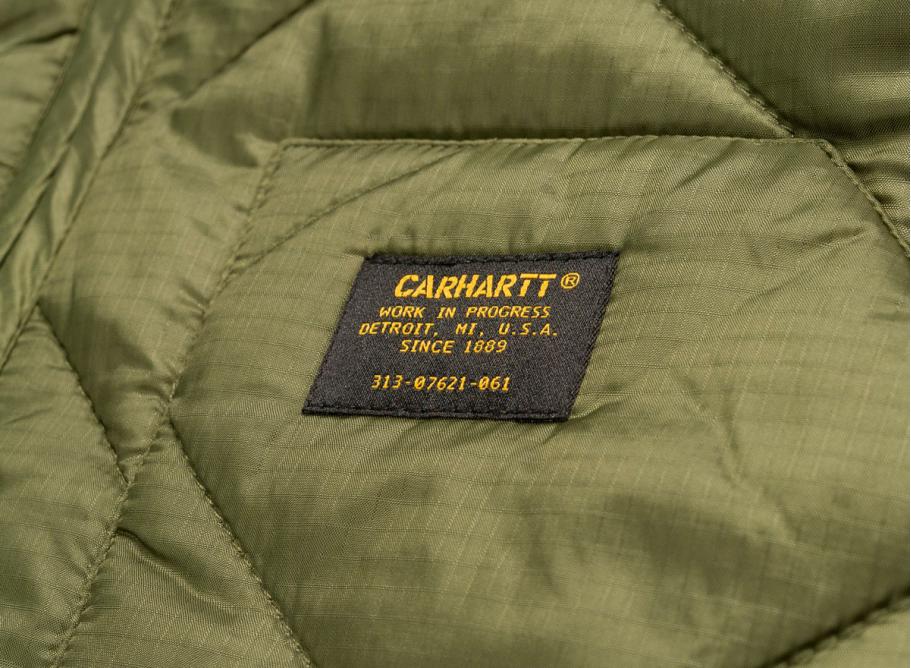 CARHARTT®
WORK IN PROGRESS
DETROIT, MI, U.S.A.
SINCE 1889
313-07621-061